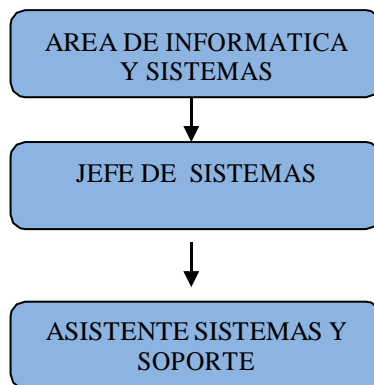 AREA DE INFORMATICA
Y SISTEMAS
JEFE DE SISTEMAS
ASISTENTE SISTEMAS Y
SOPORTE